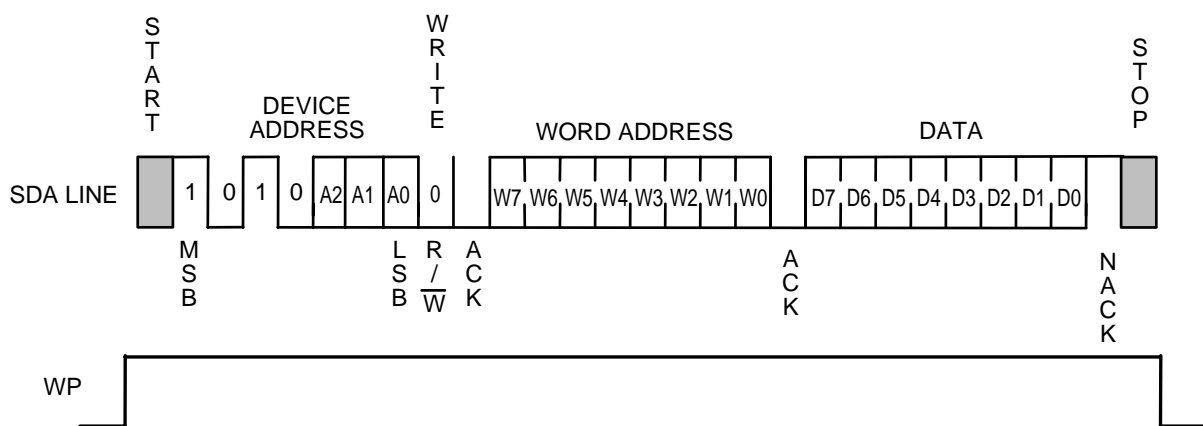 START
WRITE
STOP
DEVICE
ADDRESS
WORD ADDRESS
DATA
SDA LINE
1 0 1 0 A2 A1 A0 0 W7 W6 W5 W4 W3 W2 W1 W0 D7 D6 D5 D4 D3 D2 D1 D0
MSB
LSB
R/W̅
ACK
ACK
NACK
WP